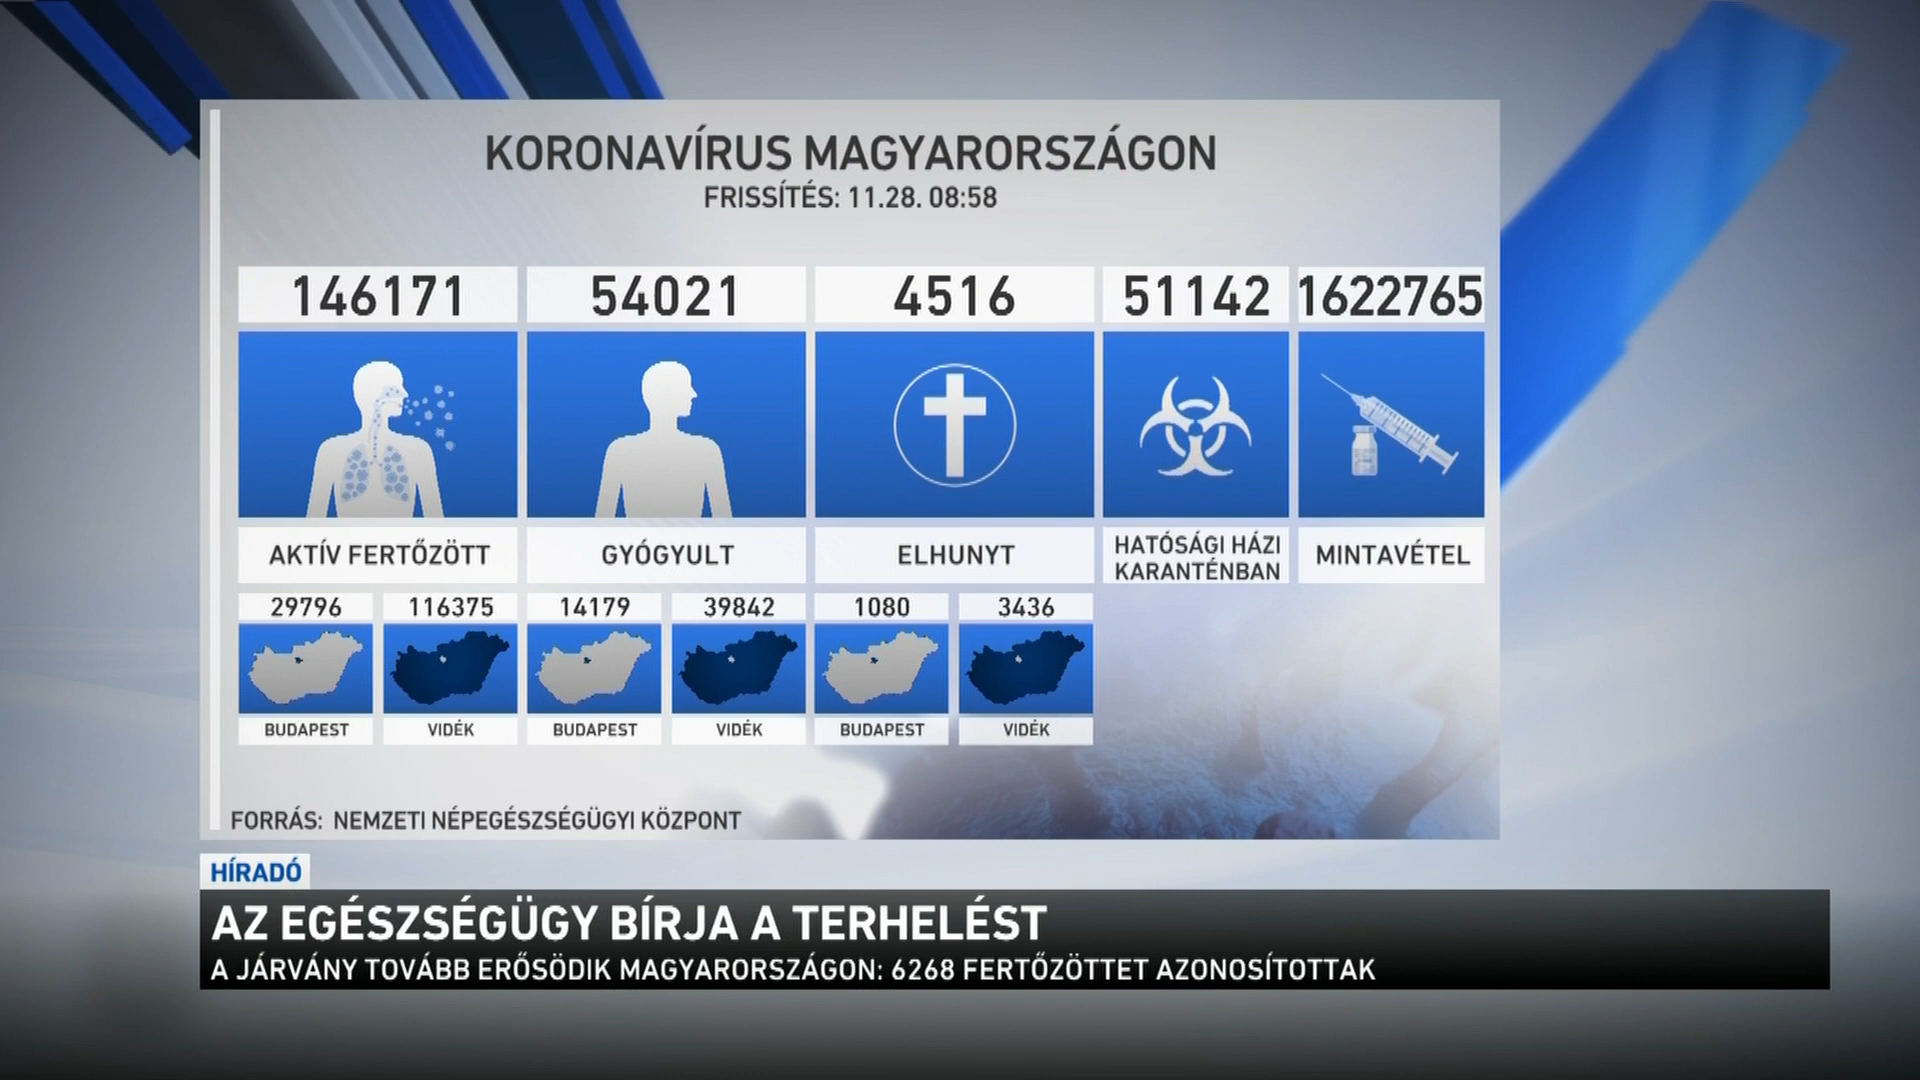 KORONAVÍRUS MAGYARORSZÁGON
FRISSÍTÉS: 11.28. 08:58
146171 54021 4516 51142 1622765
AKTÍV FERTŐZÖTT GYÓGYULT ELHUNYT HATÓSÁGI HÁZI KARANTÉNBAN MINTAVÉTEL
29796 116375 14179 39842 1080 3436
BUDAPEST VIDÉK BUDAPEST VIDÉK BUDAPEST VIDÉK
FORRÁS: NEMZETI NÉPEGÉSZSÉGÜGYI KÖZPONT
HÍRADÓ
AZ EGÉSZSÉGÜGY BÍRJA A TERHELÉST
A JÁRVÁNY TOVÁBB ERŐSÖDIK MAGYARORSZÁGON: 6268 FERTŐZÖTTET AZONOSÍTOTTAK